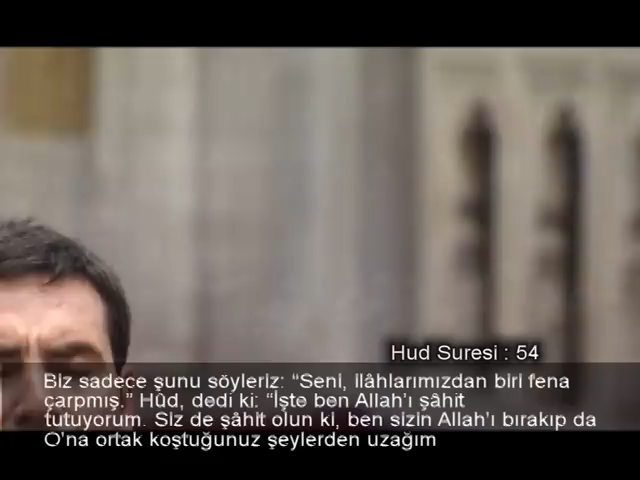 Hud Suresi : 54
Biz sadece şunu söyleriz: “Seni, ilâhlarımızdan biri fena
çarpmış.” Hûd, dedi ki: “İşte ben Allah’ı şâhit
tutuyorum. Siz de şâhit olun ki, ben sizin Allah’ı bırakıp da
O’na ortak koştuğunuz şeylerden uzağım